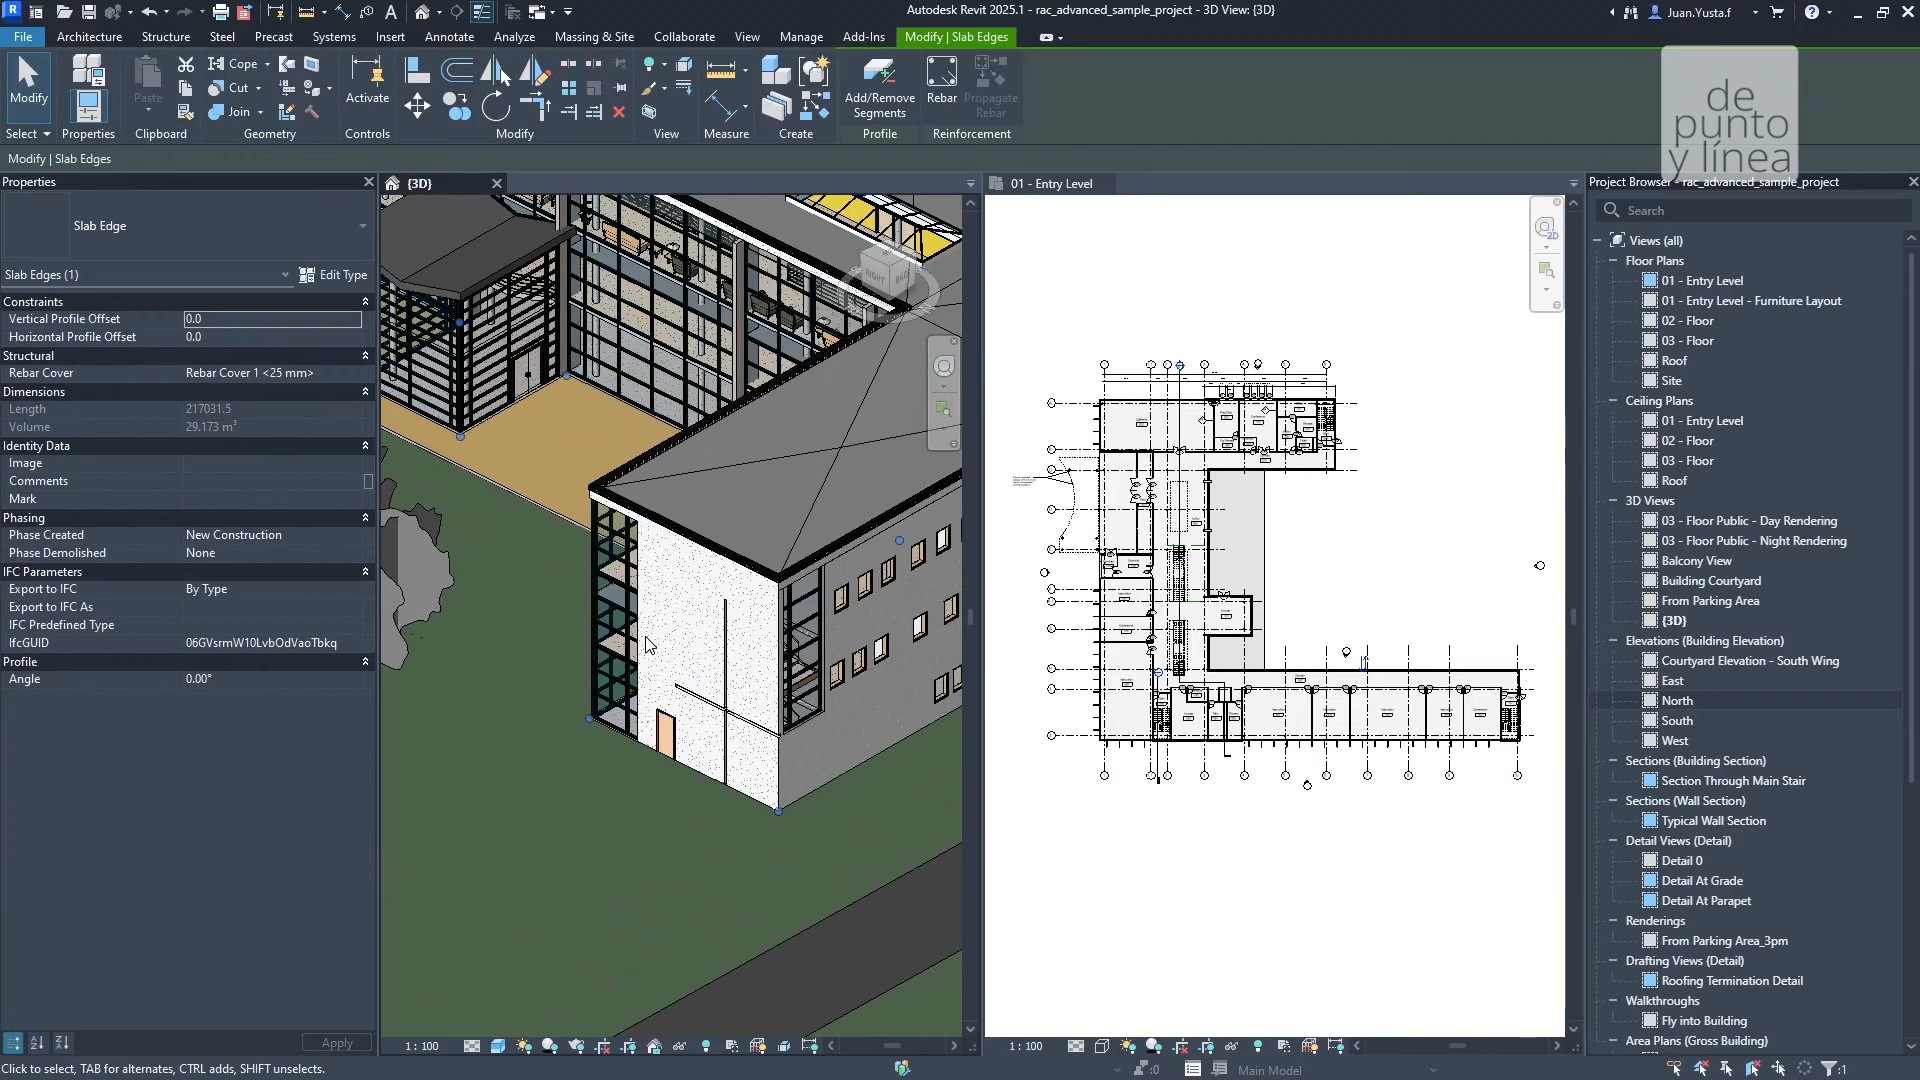 Autodesk Revit 2025.1 - rac_advanced_sample_project - 3D View: {3D}
Juan.Yusta.f
File Architecture Structure Steel Precast Systems Insert Annotate Analyze Massing & Site Collaborate View Manage Add-Ins Modify | Slab Edges
Modify
Paste
Cope
Cut
Join
Activate
Add/Remove
Segments
Rebar
Propagate
Rebar
Select Properties Clipboard Geometry Controls Modify View Measure Create Profile Reinforcement
de
punto
y línea
Modify | Slab Edges
Properties
Slab Edge
Slab Edges (1)
Edit Type
Constraints
Vertical Profile Offset 0.0
Horizontal Profile Offset 0.0
Structural
Rebar Cover Rebar Cover 1 <25 mm>
Dimensions
Length 217031.5
Volume 29.173 m³
Identity Data
Image
Comments
Mark
Phasing
Phase Created New Construction
Phase Demolished None
IFC Parameters
Export to IFC By Type
Export to IFC As
IFC Predefined Type
IfcGUID 06GVsrmW10LvbOdVaoTbkq
Profile
Angle 0.00°
Apply
{3D}
RIGHT
BACK
1 : 100
01 - Entry Level
2D
1 : 100
Project Browser - rac_advanced_sample_project
Search
Views (all)
Floor Plans
01 - Entry Level
01 - Entry Level - Furniture Layout
02 - Floor
03 - Floor
Roof
Site
Ceiling Plans
01 - Entry Level
02 - Floor
03 - Floor
Roof
3D Views
03 - Floor Public - Day Rendering
03 - Floor Public - Night Rendering
Balcony View
Building Courtyard
From Parking Area
{3D}
Elevations (Building Elevation)
Courtyard Elevation - South Wing
East
North
South
West
Sections (Building Section)
Section Through Main Stair
Sections (Wall Section)
Typical Wall Section
Detail Views (Detail)
Detail 0
Detail At Grade
Detail At Parapet
Renderings
From Parking Area_3pm
Drafting Views (Detail)
Roofing Termination Detail
Walkthroughs
Fly into Building
Area Plans (Gross Building)
Click to select, TAB for alternates, CTRL adds, SHIFT unselects.
:0
Main Model
:1